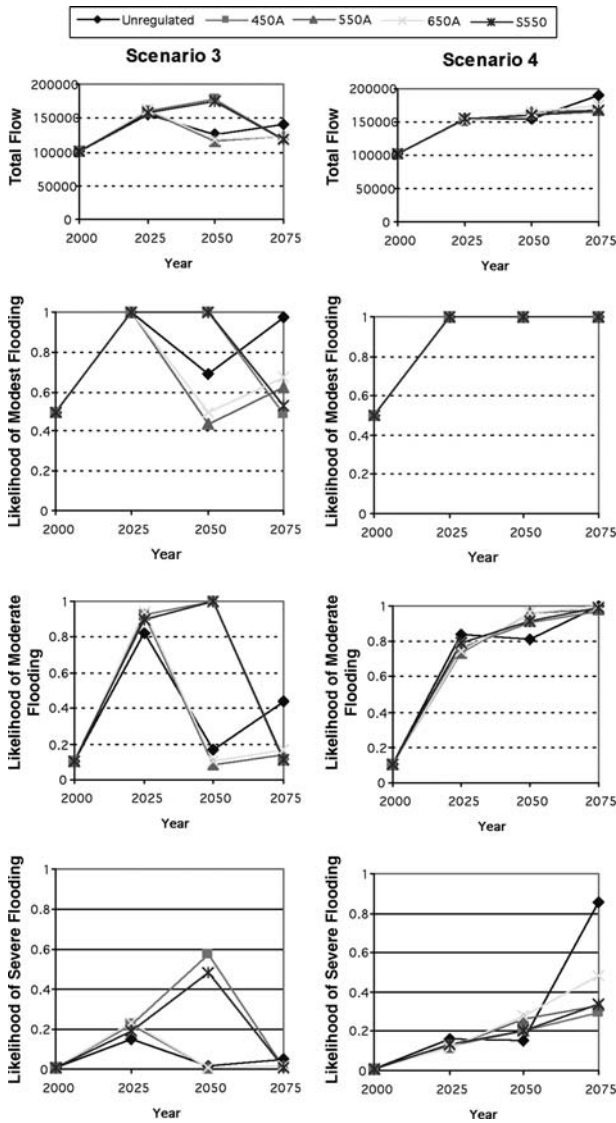 Unregulated 450A 550A 650A S550
Scenario 3
Scenario 4
Total Flow
200000
150000
100000
50000
0
2000 2025 2050 2075
Year
Total Flow
200000
150000
100000
50000
0
2000 2025 2050 2075
Year
Likelihood of Modest Flooding
1
0.8
0.6
0.4
0.2
0
2000 2025 2050 2075
Year
Likelihood of Modest Flooding
1
0.8
0.6
0.4
0.2
0
2000 2025 2050 2075
Year
Likelihood of Moderate
Flooding
1
0.8
0.6
0.4
0.2
0
2000 2025 2050 2075
Year
Likelihood of Moderate
Flooding
1
0.8
0.6
0.4
0.2
0
2000 2025 2050 2075
Year
Likelihood of Severe Flooding
1
0.8
0.6
0.4
0.2
0
2000 2025 2050 2075
Year
Likelihood of Severe Flooding
1
0.8
0.6
0.4
0.2
0
2000 2025 2050 2075
Year